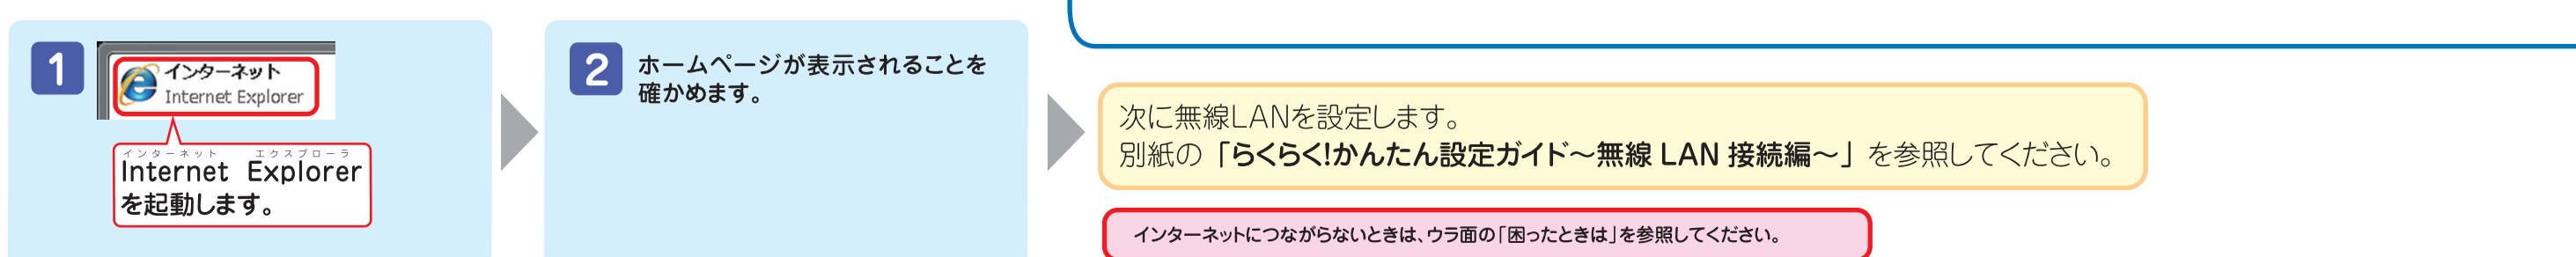 1
インターネット
Internet Explorer
インターネット エクスプローラ
Internet Explorer
を起動します。
2
ホームページが表示されることを
確かめます。
次に無線LANを設定します。
別紙の「らくらく!かんたん設定ガイド～無線 LAN 接続編～」を参照してください。
インターネットにつながらないときは、ウラ面の「困ったときは」を参照してください。